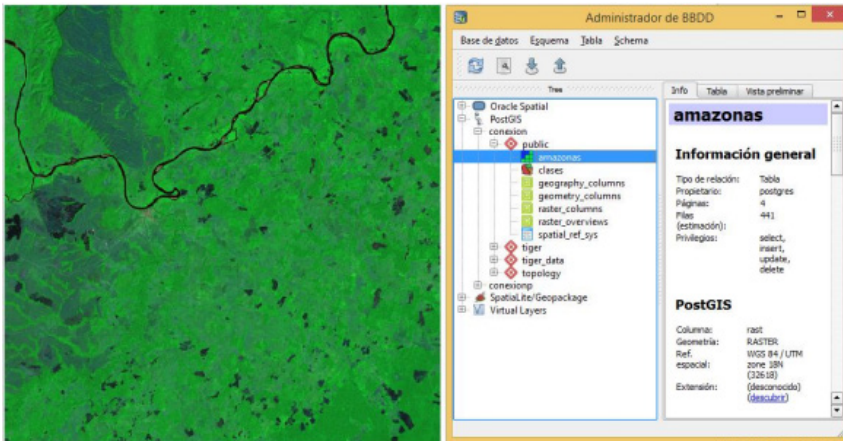 Administrador de BBDD
Base de datos Esquema Tabla Schema
Tree
Oracle Spatial
PostGIS
conexion
public
amazonas
clases
geography_columns
geometry_columns
raster_columns
raster_overviews
spatial_ref_sys
tiger
tiger_data
topology
conexionp
SpatiaLite/Geopackage
Virtual Layers
Info Tabla Vista preliminar
amazonas
Información general
Tipo de relación: Tabla
Propietario: postgres
Páginas: 4
Filas (estimación): 441
Privilegios: select, insert, update, delete
PostGIS
Columna: rast
Geometría: RASTER
Ref. espacial: WGS 84 / UTM zone 18N (32618)
Extensión: (desconocido) (descubrir)